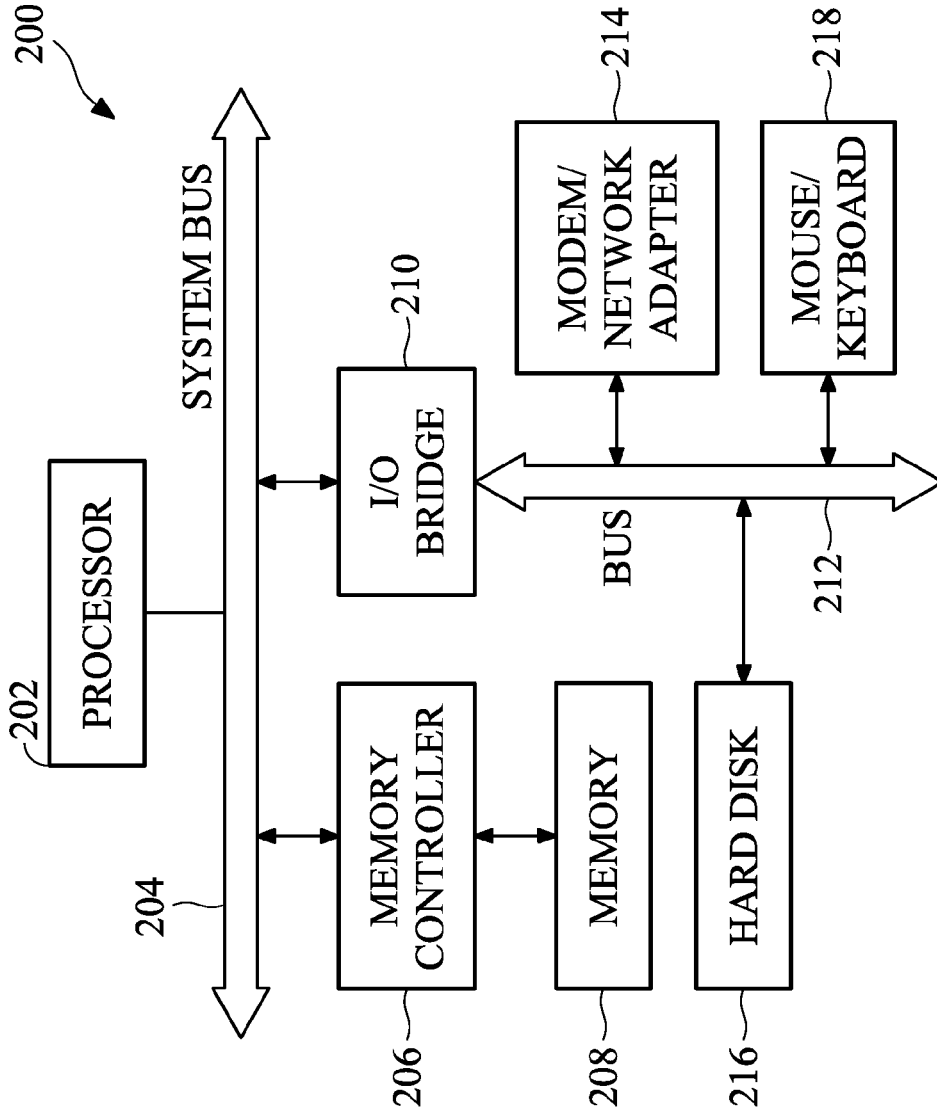 200
202
PROCESSOR
204
SYSTEM BUS
206
MEMORY
CONTROLLER
210
I/O
BRIDGE
208
MEMORY
BUS
MODEM/
NETWORK
ADAPTER
214
216
HARD DISK
212
MOUSE/
KEYBOARD
218